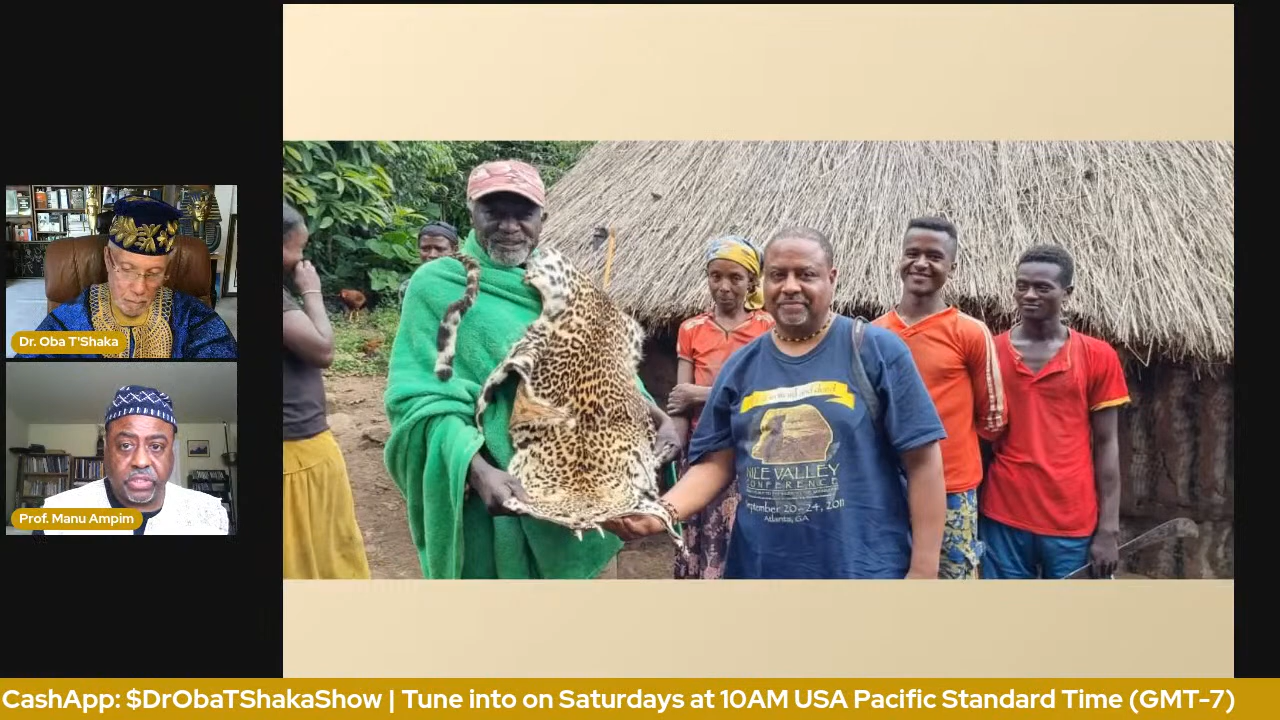 Dr. Oba T'Shaka
Prof. Manu Ampim
NILE VALLEY
CONFERENCE
September 20-24, 2011
Atlanta, GA
CashApp: $DrObaTShakaShow | Tune into on Saturdays at 10AM USA Pacific Standard Time (GMT-7)